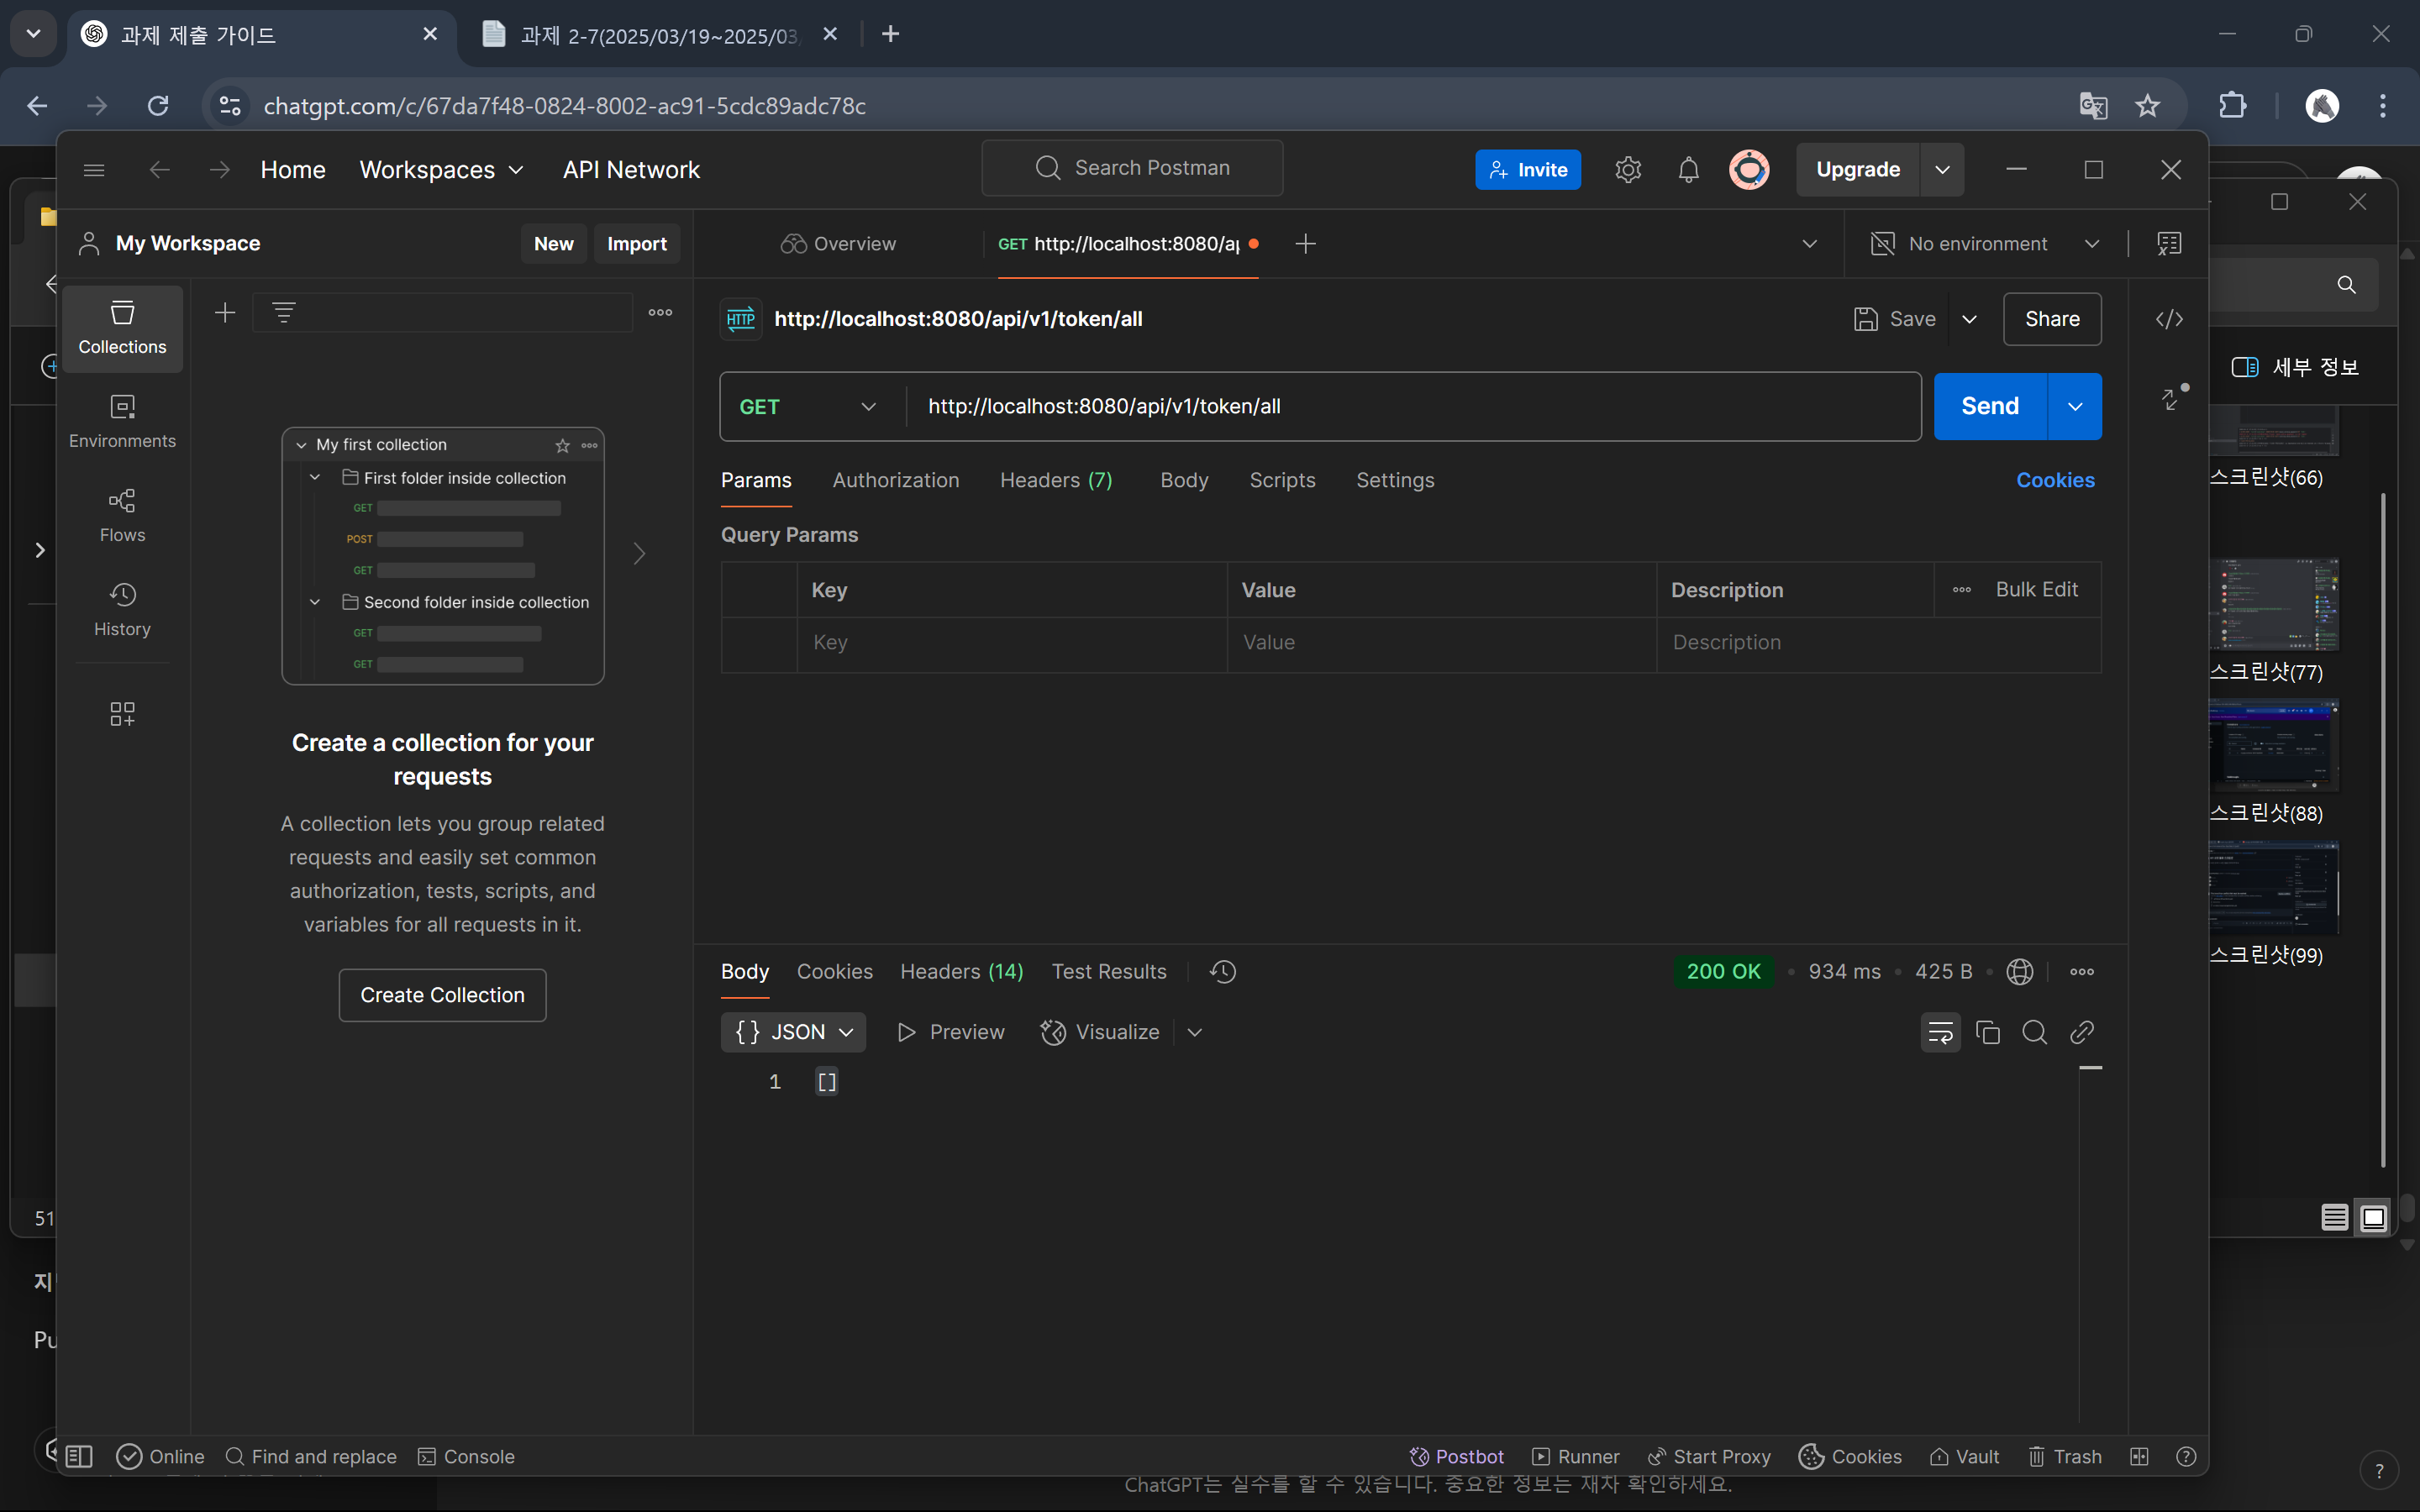 과제 제출 가이드
과제 2-7(2025/03/19~2025/03/
chatgpt.com/c/67da7f48-0824-8002-ac91-5cdc89adc78c
Home Workspaces API Network Search Postman Invite Upgrade
My Workspace New Import Overview GET http://localhost:8080/ap No environment
Collections
Environments
Flows
History
My first collection
First folder inside collection
GET
POST
GET
Second folder inside collection
GET
GET
Create a collection for your
requests
A collection lets you group related
requests and easily set common
authorization, tests, scripts, and
variables for all requests in it.
Create Collection
HTTP http://localhost:8080/api/v1/token/all Save Share
GET http://localhost:8080/api/v1/token/all Send
Params Authorization Headers (7) Body Scripts Settings Cookies
Query Params
Key Value Description Bulk Edit
Key Value Description
Body Cookies Headers (14) Test Results 200 OK • 934 ms • 425 B
{} JSON Preview Visualize
1 []
세부 정보
스크린샷(66)
스크린샷(77)
스크린샷(88)
스크린샷(99)
51
Online Find and replace Console Postbot Runner Start Proxy Cookies Vault Trash
ChatGPT는 실수를 할 수 있습니다. 중요한 정보는 재차 확인하세요.